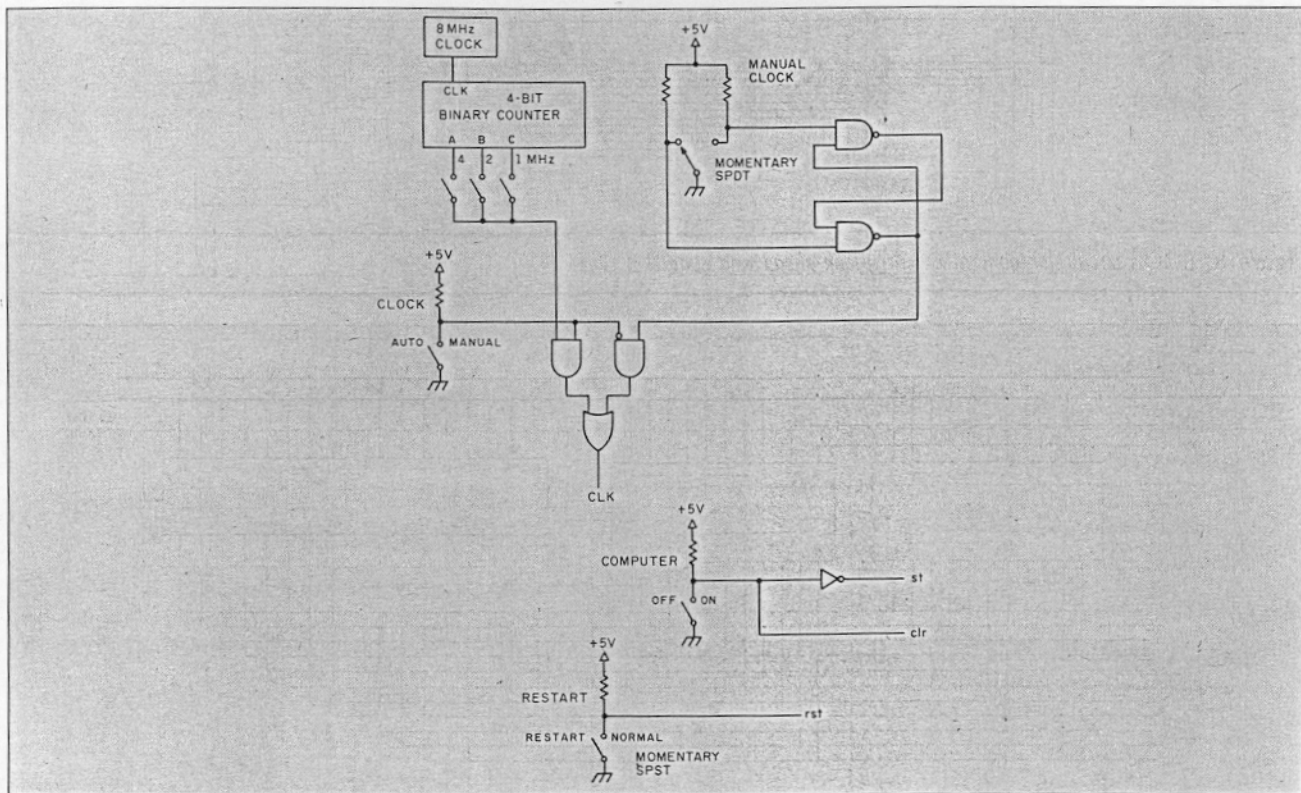 8 MHz
CLOCK
CLK
4-BIT
BINARY COUNTER
A B C
4 2 1 MHz
+5V
MANUAL
CLOCK
MOMENTARY
SPDT
+5V
CLOCK
AUTO MANUAL
CLK
+5V
COMPUTER
OFF ON
st
clr
+5V
RESTART
rst
RESTART NORMAL
MOMENTARY
SPST